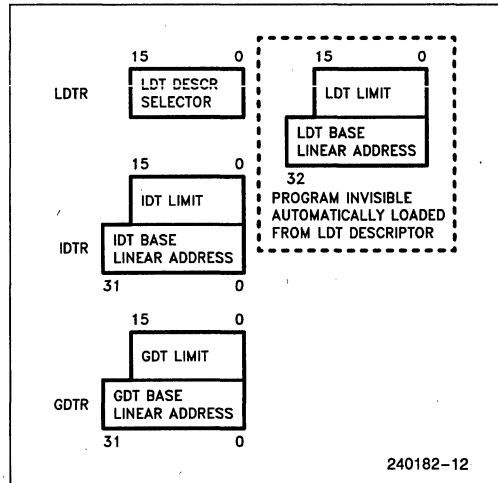 15 0
LDTR
LDT DESCR
SELECTOR
15 0
LDT LIMIT
LDT BASE
LINEAR ADDRESS
32
PROGRAM INVISIBLE
AUTOMATICALLY LOADED
FROM LDT DESCRIPTOR
15 0
IDTR
IDT LIMIT
IDT BASE
LINEAR ADDRESS
31 0
15 0
GDTR
GDT LIMIT
GDT BASE
LINEAR ADDRESS
31 0
240182-12